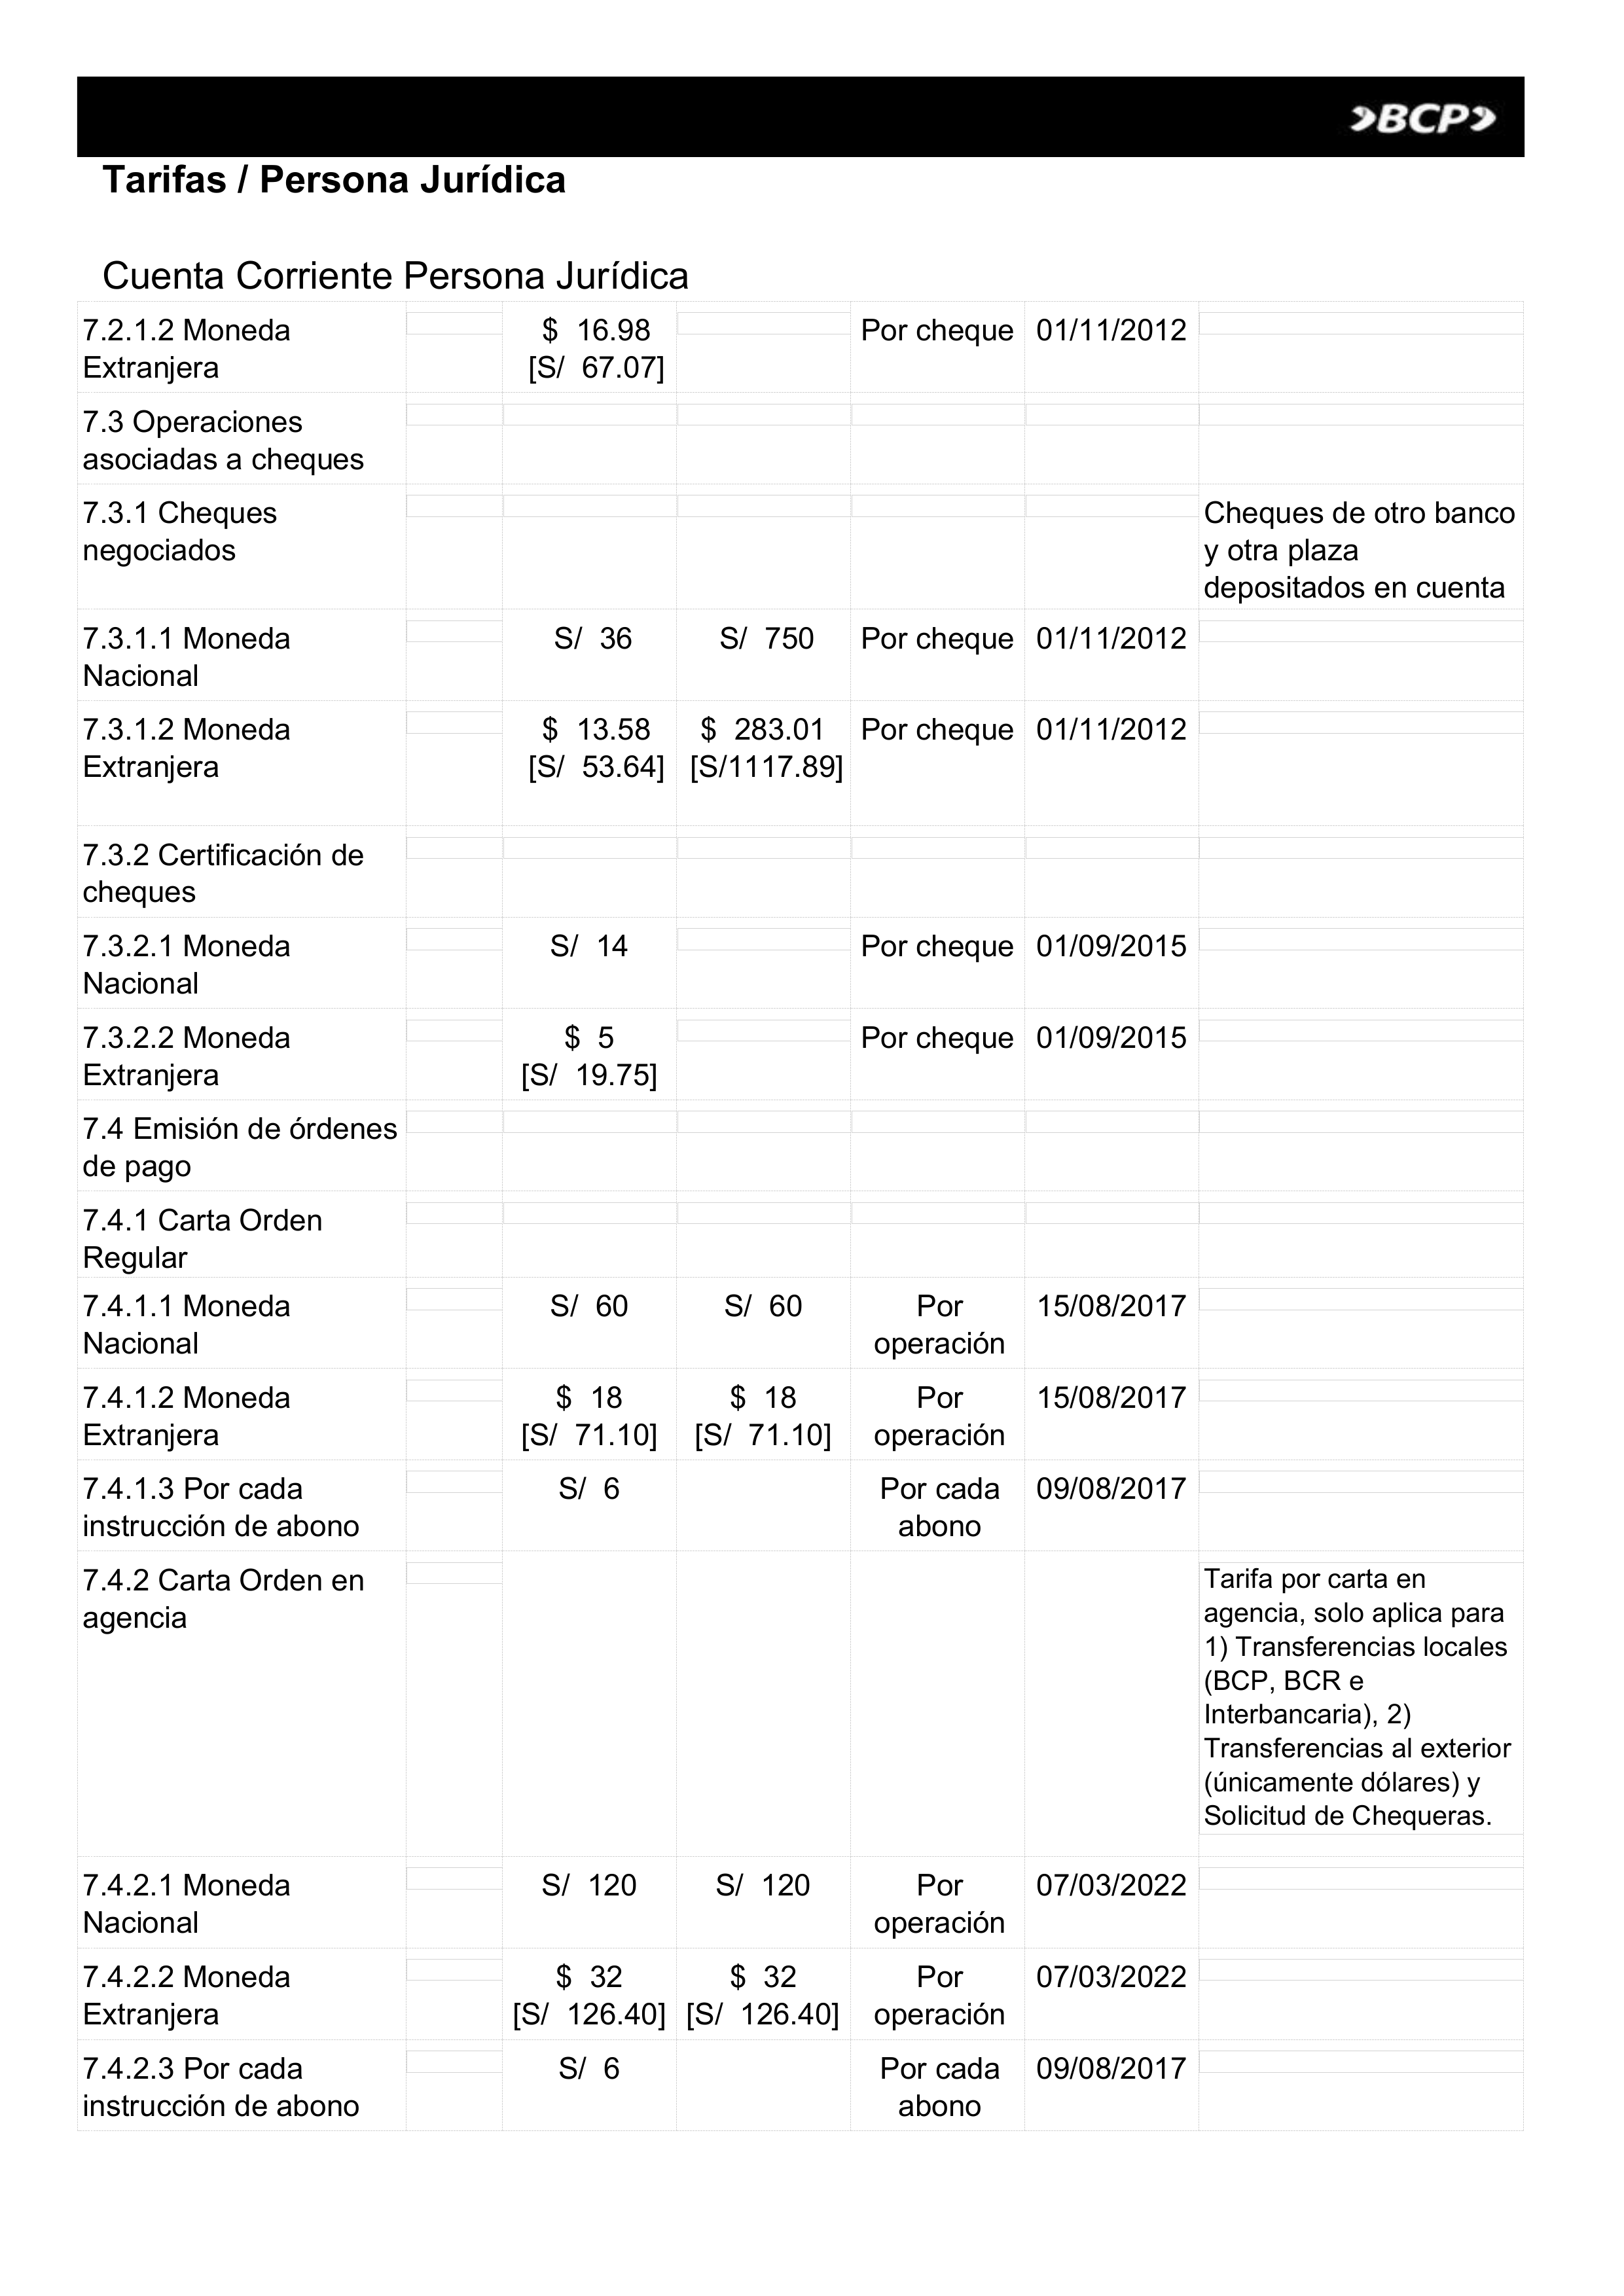 BCP
Tarifas / Persona Jurídica
Cuenta Corriente Persona Jurídica
7.2.1.2 Moneda $ 16.98 Por cheque 01/11/2012
Extranjera [S/ 67.07]
7.3 Operaciones
asociadas a cheques
7.3.1 Cheques Cheques de otro banco
negociados y otra plaza
depositados en cuenta
7.3.1.1 Moneda S/ 36 S/ 750 Por cheque 01/11/2012
Nacional
7.3.1.2 Moneda $ 13.58 $ 283.01 Por cheque 01/11/2012
Extranjera [S/ 53.64] [S/1117.89]
7.3.2 Certificación de
cheques
7.3.2.1 Moneda S/ 14 Por cheque 01/09/2015
Nacional
7.3.2.2 Moneda $ 5 Por cheque 01/09/2015
Extranjera [S/ 19.75]
7.4 Emisión de órdenes
de pago
7.4.1 Carta Orden
Regular
7.4.1.1 Moneda S/ 60 S/ 60 Por 15/08/2017
Nacional operación
7.4.1.2 Moneda $ 18 $ 18 Por 15/08/2017
Extranjera [S/ 71.10] [S/ 71.10] operación
7.4.1.3 Por cada S/ 6 Por cada 09/08/2017
instrucción de abono abono
7.4.2 Carta Orden en Tarifa por carta en
agencia agencia, solo aplica para
1) Transferencias locales
(BCP, BCR e
Interbancaria), 2)
Transferencias al exterior
(únicamente dólares) y
Solicitud de Chequeras.
7.4.2.1 Moneda S/ 120 S/ 120 Por 07/03/2022
Nacional operación
7.4.2.2 Moneda $ 32 $ 32 Por 07/03/2022
Extranjera [S/ 126.40] [S/ 126.40] operación
7.4.2.3 Por cada S/ 6 Por cada 09/08/2017
instrucción de abono abono